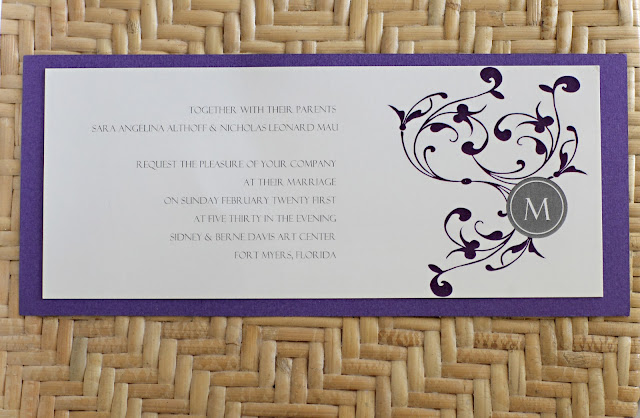 TOGETHER WITH THEIR PARENTS
SARA ANGELINA ALTHOFF & NICHOLAS LEONARD MAU
REQUEST THE PLEASURE OF YOUR COMPANY
AT THEIR MARRIAGE
ON SUNDAY FEBRUARY TWENTY FIRST
AT FIVE THIRTY IN THE EVENING
SIDNEY & BERNE DAVIS ART CENTER
FORT MYERS, FLORIDA
M